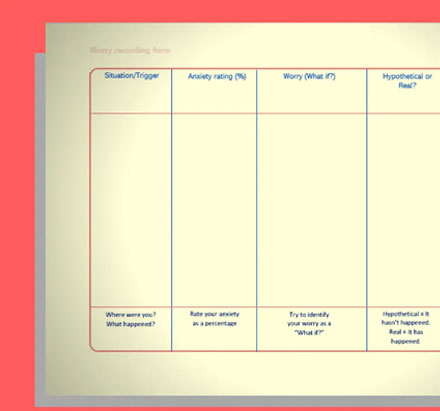 Worry recording form
Situation/Trigger
Anxiety rating (%)
Worry (What if?)
Hypothetical or
Real?
Where were you?
What happened?
Rate your anxiety
as a percentage
Try to identify
your worry as a
"What if?"
Hypothetical = it
hasn't happened.
Real = it has
happened.